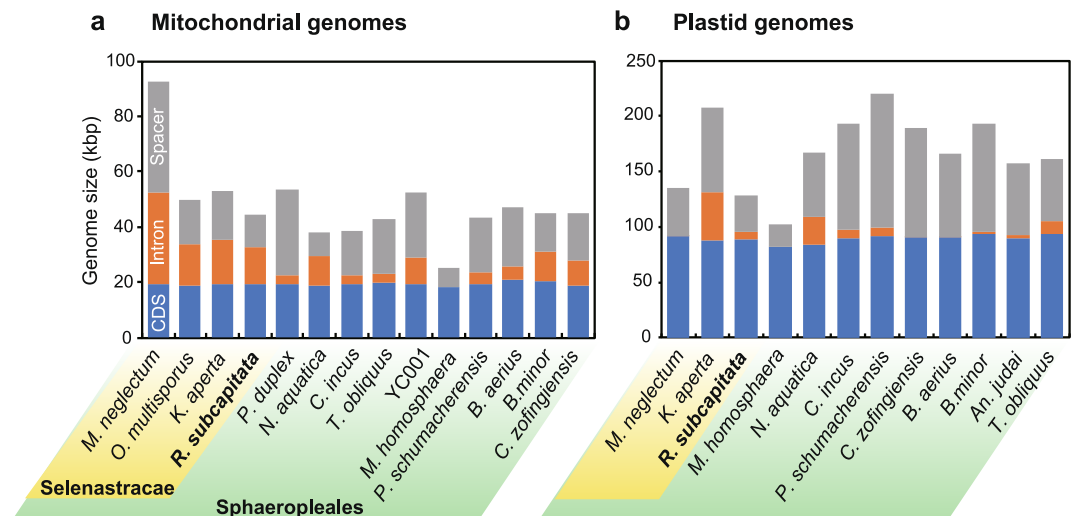 a Mitochondrial genomes
Genome size (kbp)
100
80
60
40
20
0
Spacer
Intron
CDS
M. neglectum
O. multisporus
K. aperta
R. subcapitata
P. duplex
N. aquatica
C. incus
T. obliquus
YC001
M. homosphaera
P. schumacherensis
B. aerius
B.minor
C. zofingiensis
Selenastracae
Sphaeropleales
b Plastid genomes
250
200
150
100
50
0
M. neglectum
K. aperta
R. subcapitata
M. homosphaera
N. aquatica
C. incus
P. schumacherensis
C. zofingiensis
B. aerius
B.minor
An. judai
T. obliquus